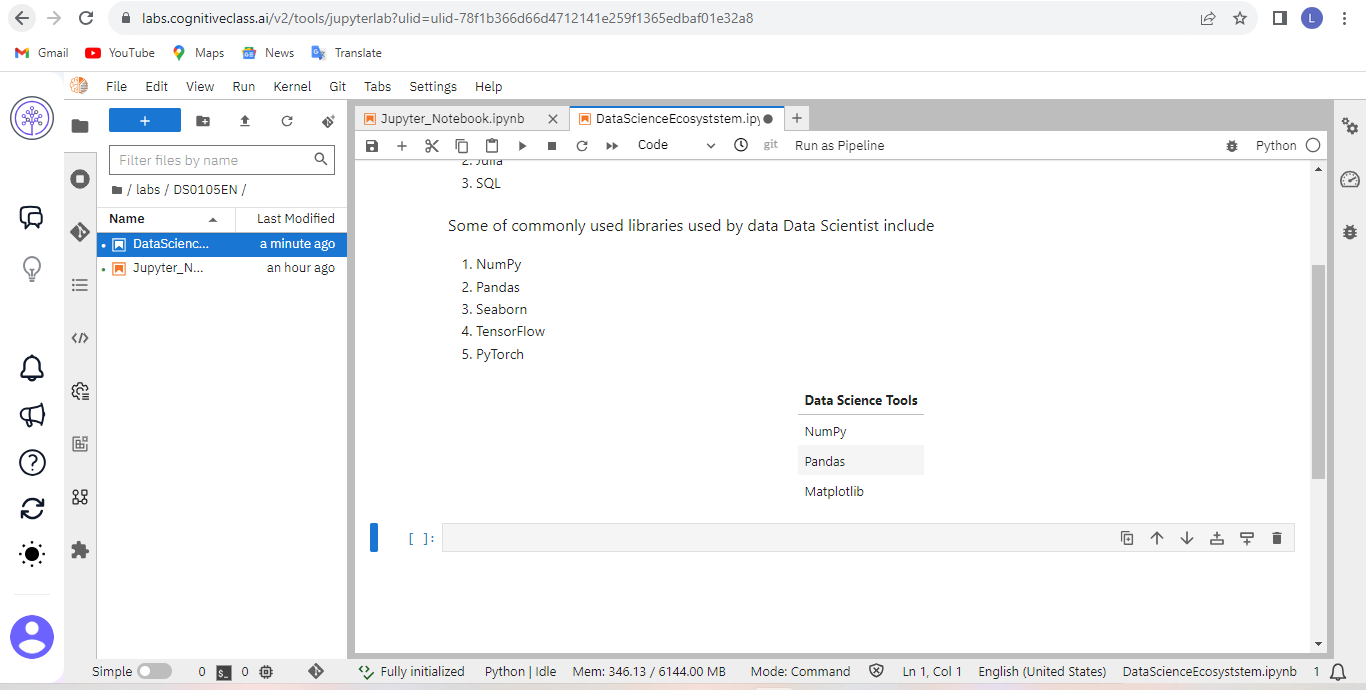 labs.cognitiveclass.ai/v2/tools/jupyterlab?ulid=ulid-78f1b366d66d4712141e259f1365edbaf01e32a8
L
Gmail YouTube Maps News Translate
File Edit View Run Kernel Git Tabs Settings Help
Jupyter_Notebook.ipynb DataScienceEcosyststem.ipy
Code git Run as Pipeline Python
Filter files by name
/ labs / DS0105EN /
Name Last Modified
DataScienc... a minute ago
Jupyter_N... an hour ago
2. Julia
3. SQL
Some of commonly used libraries used by data Data Scientist include
1. NumPy
2. Pandas
3. Seaborn
4. TensorFlow
5. PyTorch
Data Science Tools
NumPy
Pandas
Matplotlib
[ ]:
Simple 0 0 Fully initialized Python | Idle Mem: 346.13 / 6144.00 MB Mode: Command Ln 1, Col 1 English (United States) DataScienceEcosyststem.ipynb 1